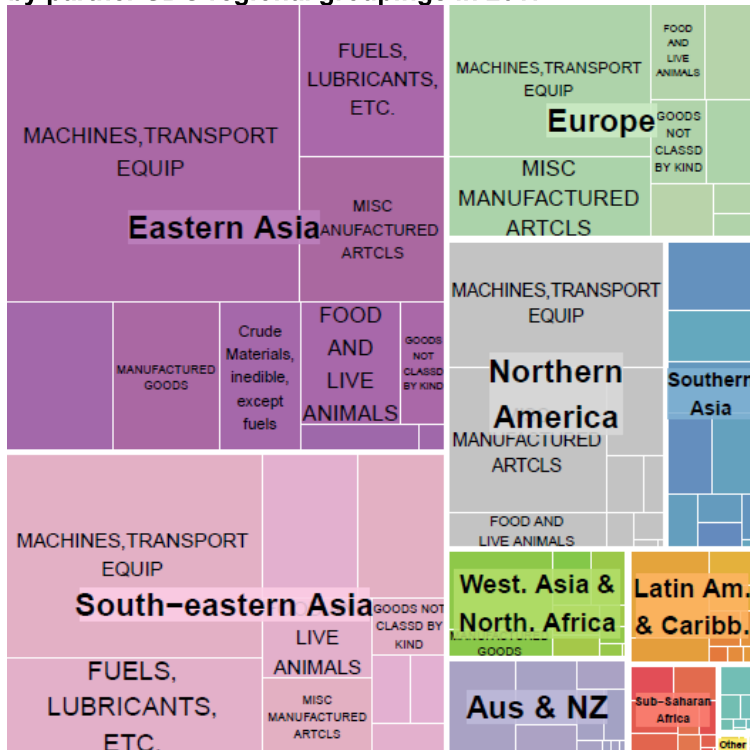 MACHINES,TRANSPORT
EQUIP
FUELS,
LUBRICANTS,
ETC.
MISC
MANUFACTURED
ARTCLS
Eastern Asia
MANUFACTURED
GOODS
Crude
Materials,
inedible,
except
fuels
FOOD
AND
LIVE
ANIMALS
GOODS
NOT
CLASSD
BY KIND
MACHINES,TRANSPORT
EQUIP
FOOD
AND
LIVE
ANIMALS
Europe
GOODS
NOT
CLASSD
BY KIND
MISC
MANUFACTURED
ARTCLS
MACHINES,TRANSPORT
EQUIP
Northern
America
MANUFACTURED
ARTCLS
FOOD AND
LIVE ANIMALS
Southern
Asia
MACHINES,TRANSPORT
EQUIP
South-eastern Asia
LIVE
ANIMALS
GOODS NOT
CLASSD BY
KIND
FUELS,
LUBRICANTS,
ETC.
MISC
MANUFACTURED
ARTCLS
West. Asia &
North. Africa
GOODS
Latin Am.
& Caribb.
Aus & NZ
Sub-Saharan
Africa
Other